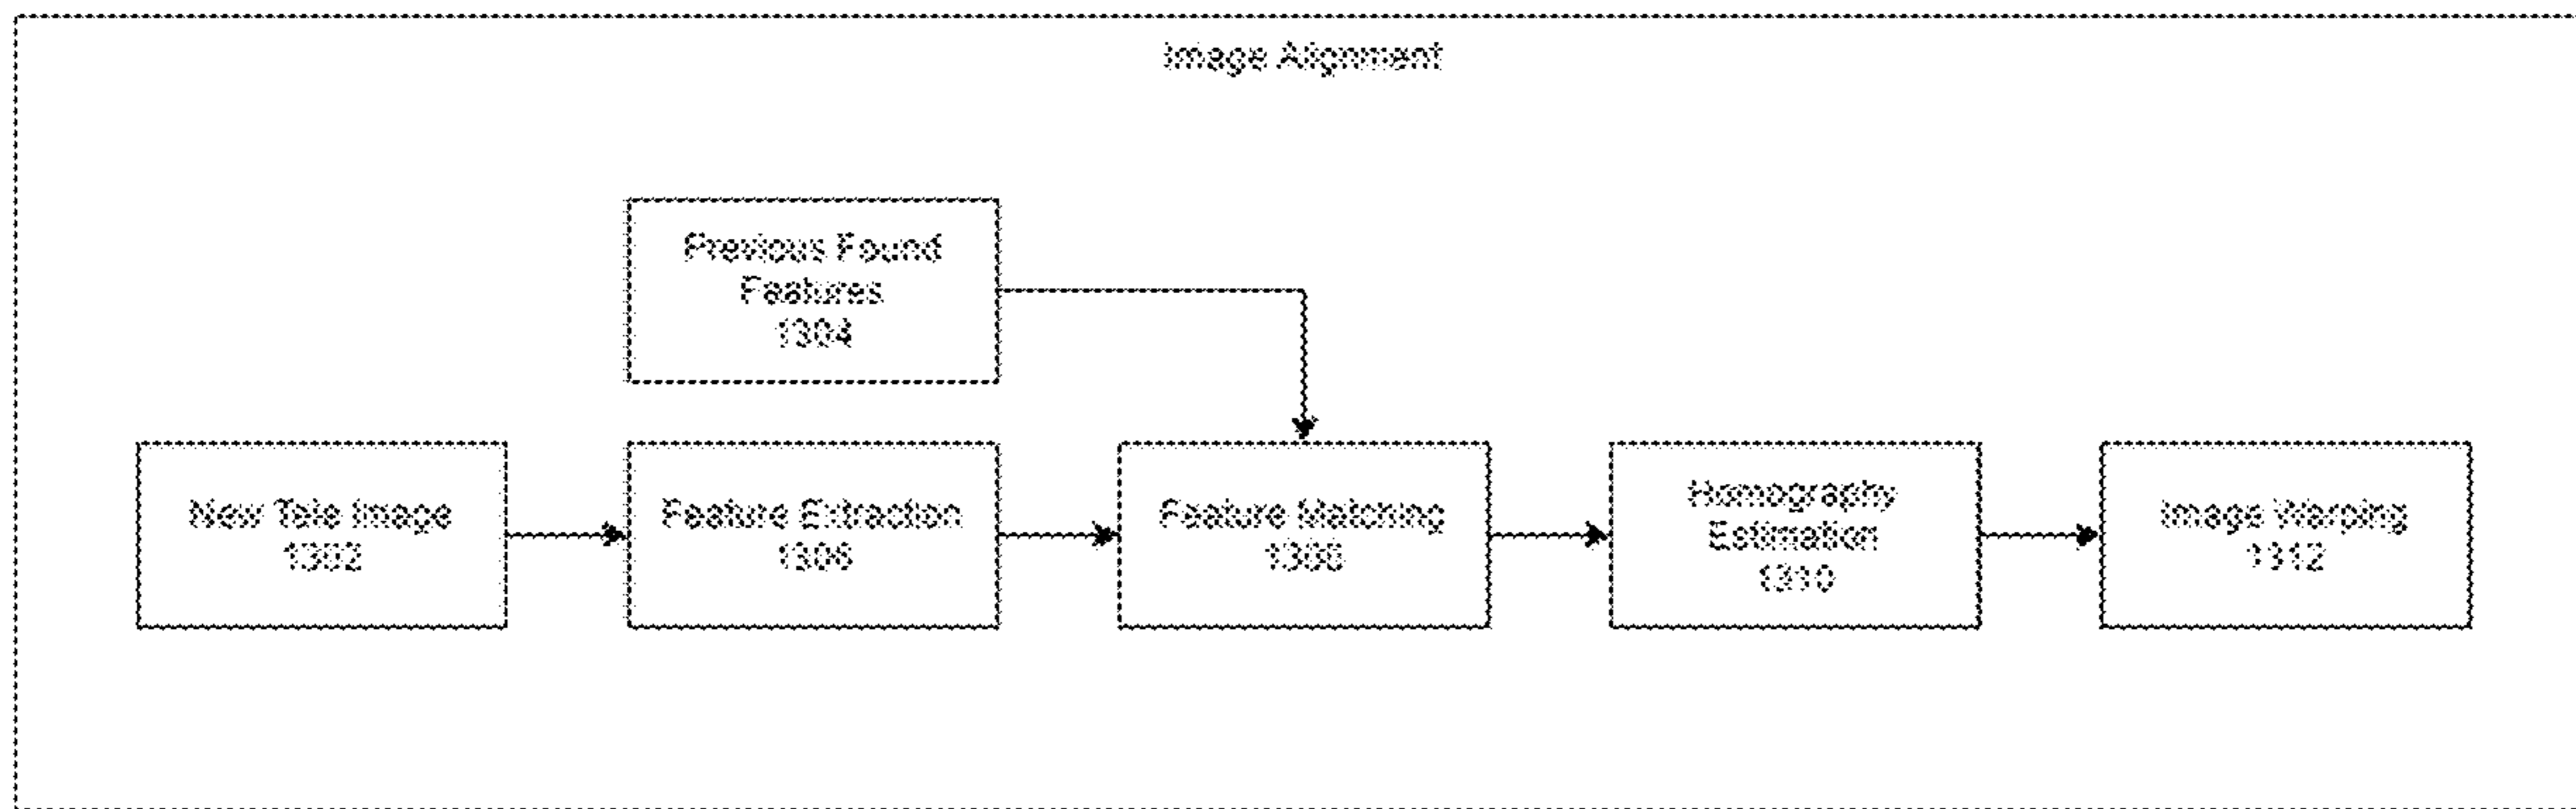 Image Alignment
Previous Found
Features
1304
New Tele Image
1302
Feature Extraction
1306
Feature Matching
1308
Homography
Estimation
1310
Image Warping
1312